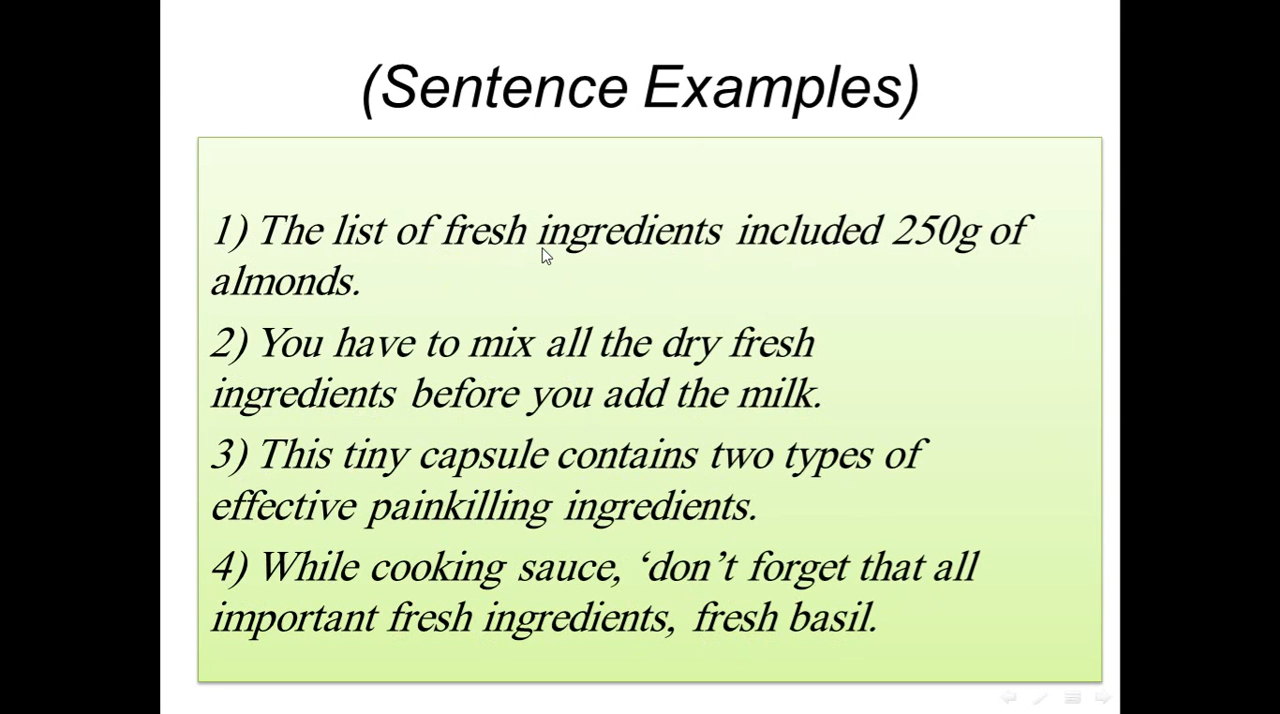 (Sentence Examples)
1) The list of fresh ingredients included 250g of
almonds.
2) You have to mix all the dry fresh
ingredients before you add the milk.
3) This tiny capsule contains two types of
effective painkilling ingredients.
4) While cooking sauce, ‘don’t forget that all
important fresh ingredients, fresh basil.